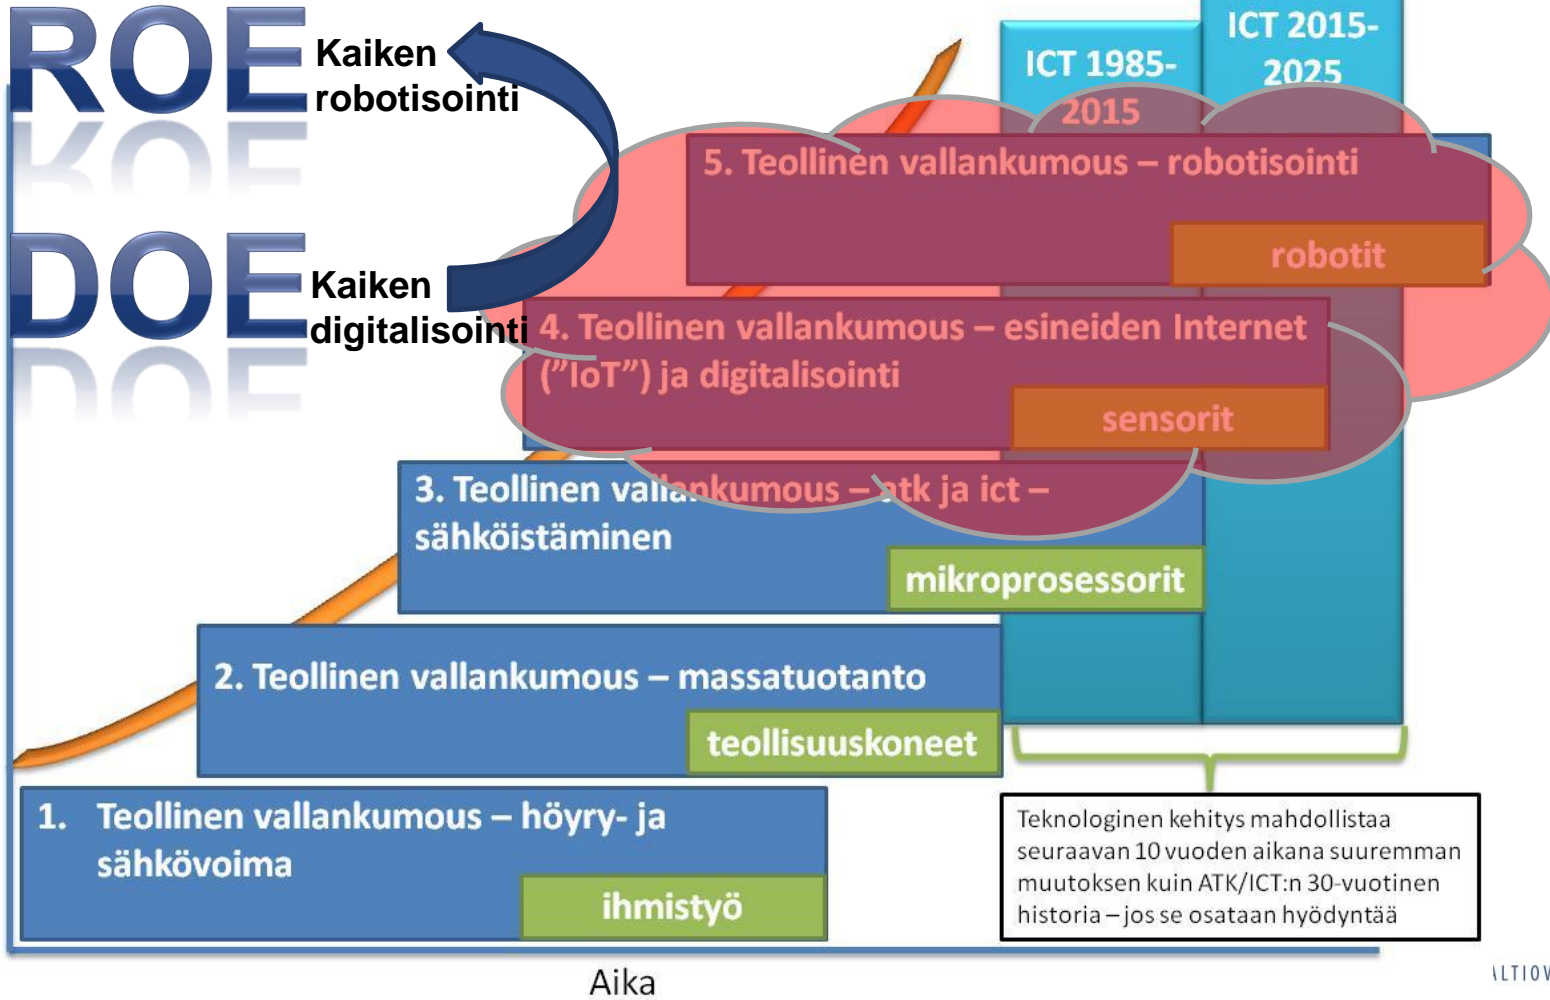 ROE
Kaiken
robotisointi
DOE
Kaiken
digitalisointi
ICT 1985-
2015
ICT 2015-
2025
5. Teollinen vallankumous – robotisointi
robotit
4. Teollinen vallankumous – esineiden Internet
(”IoT”) ja digitalisointi
sensorit
3. Teollinen vallankumous – atk ja ict –
sähköistäminen
mikroprosessorit
2. Teollinen vallankumous – massatuotanto
teollisuuskoneet
1. Teollinen vallankumous – höyry- ja
sähkövoima
ihmistyö
Teknologinen kehitys mahdollistaa
seuraavan 10 vuoden aikana suuremman
muutoksen kuin ATK/ICT:n 30-vuotinen
historia – jos se osataan hyödyntää
Aika